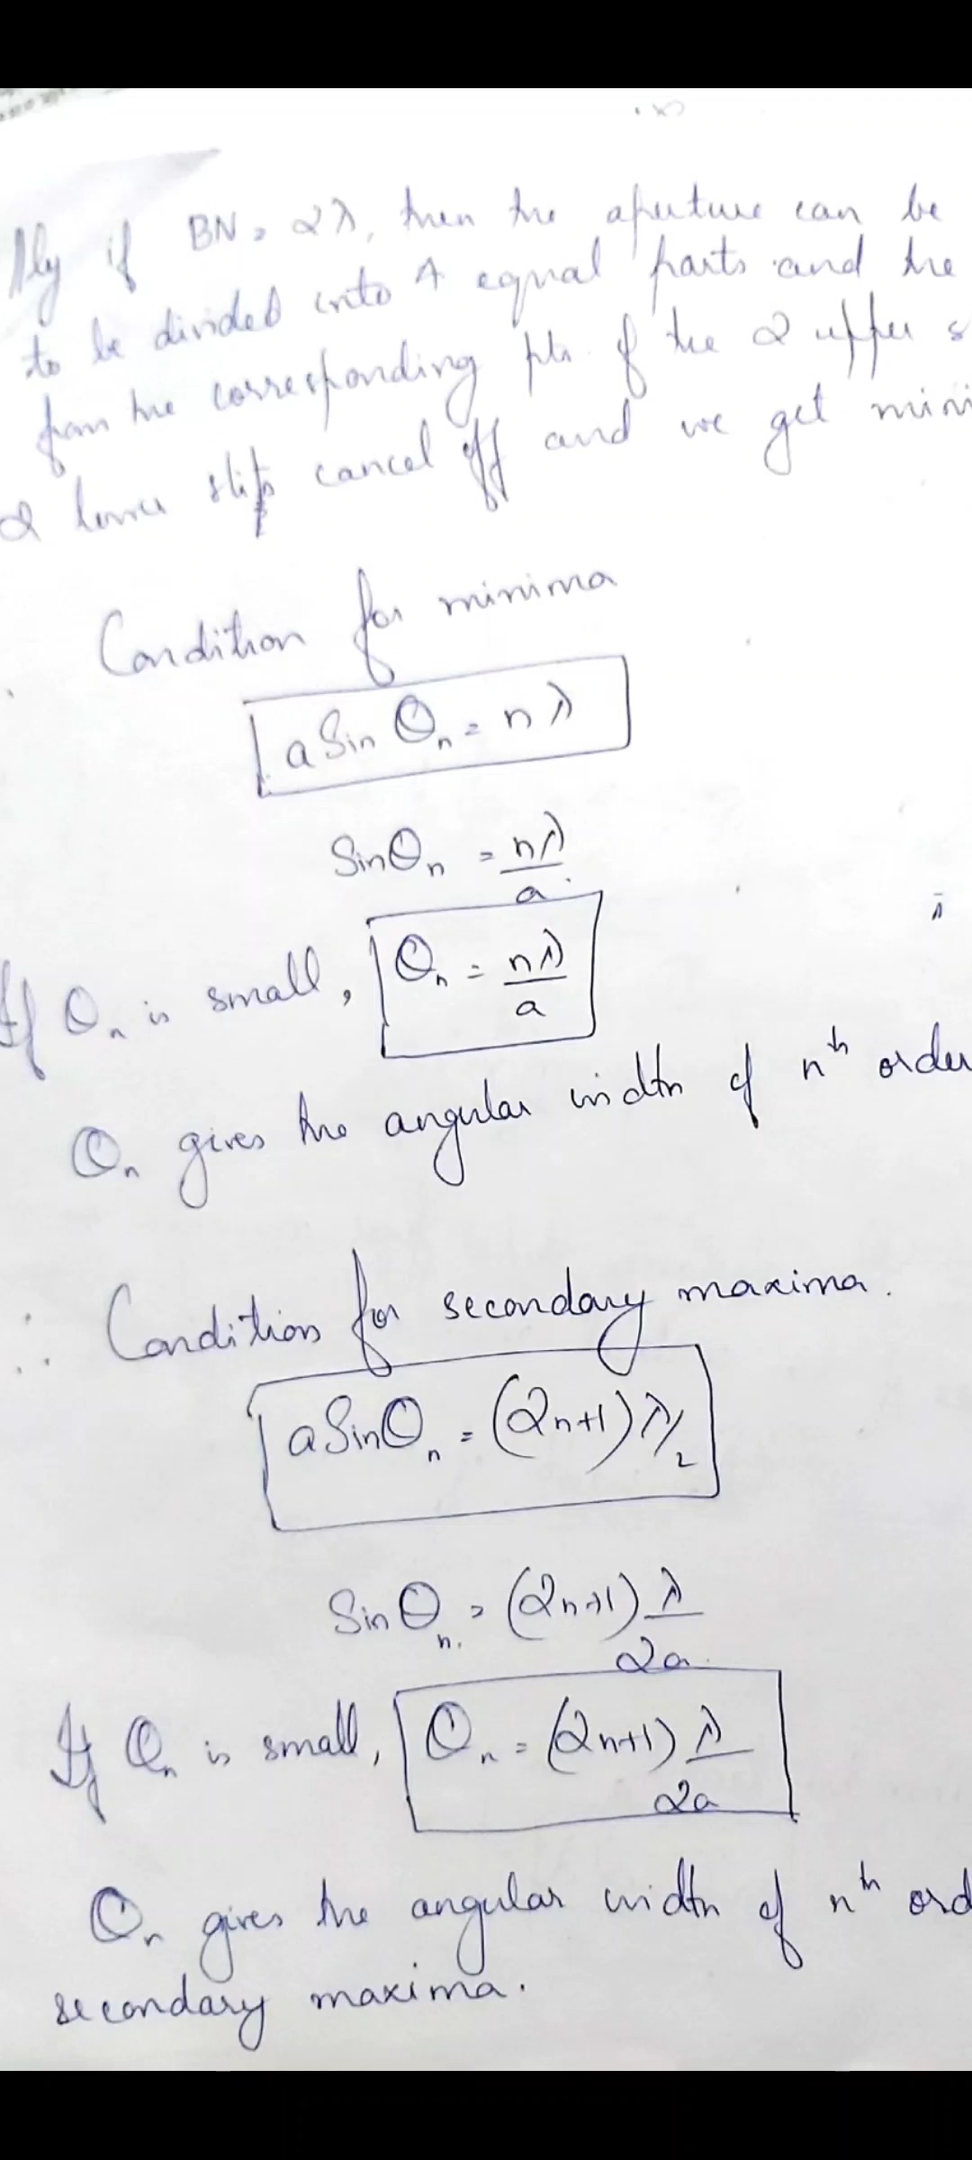 lly if BN = 2λ, then the aperture can be
to be divided into 4 equal parts and the
from the corresponding pts of the 2 upper s
2 lower slips cancel off and we get mini
Condition for minima
a Sin θn = nλ
Sinθn = nλ/a
If θn is small, θn = nλ/a
θn gives the angular width of nth order
∴ Condition for secondary maxima.
a Sinθn = (2n+1) λ/2
Sin θn = (2n+1) λ/2a
If θn is small, θn = (2n+1) λ/2a
θn gives the angular width of nth ord
secondary maxima.